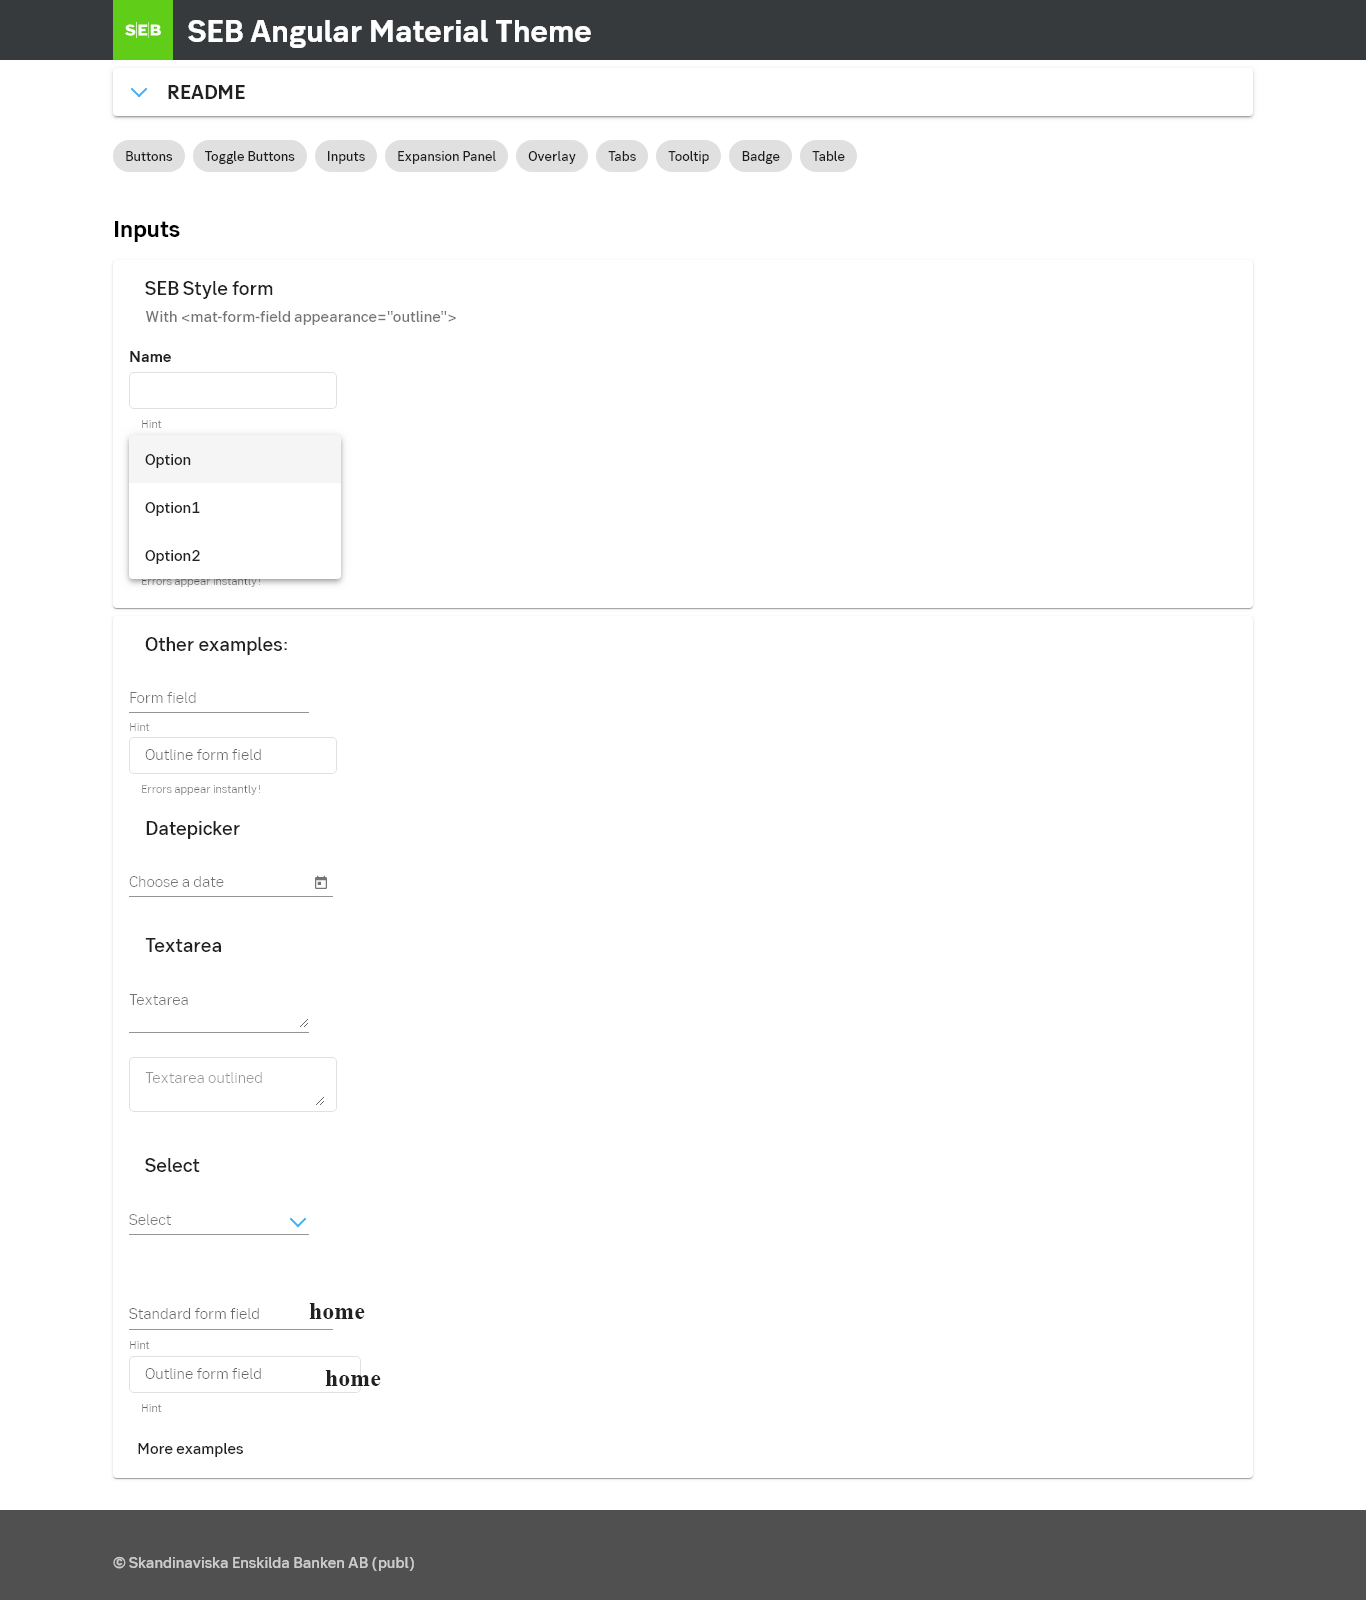 SEB SEB Angular Material Theme
README
Buttons Toggle Buttons Inputs Expansion Panel Overlay Tabs Tooltip Badge Table
Inputs
SEB Style form
With <mat-form-field appearance="outline">
Name
Hint
Option
Option1
Option2
Errors appear instantly!
Other examples:
Form field
Hint
Outline form field
Errors appear instantly!
Datepicker
Choose a date
Textarea
Textarea
Textarea outlined
Select
Select
Standard form field home
Hint
Outline form field home
Hint
More examples
© Skandinaviska Enskilda Banken AB (publ)